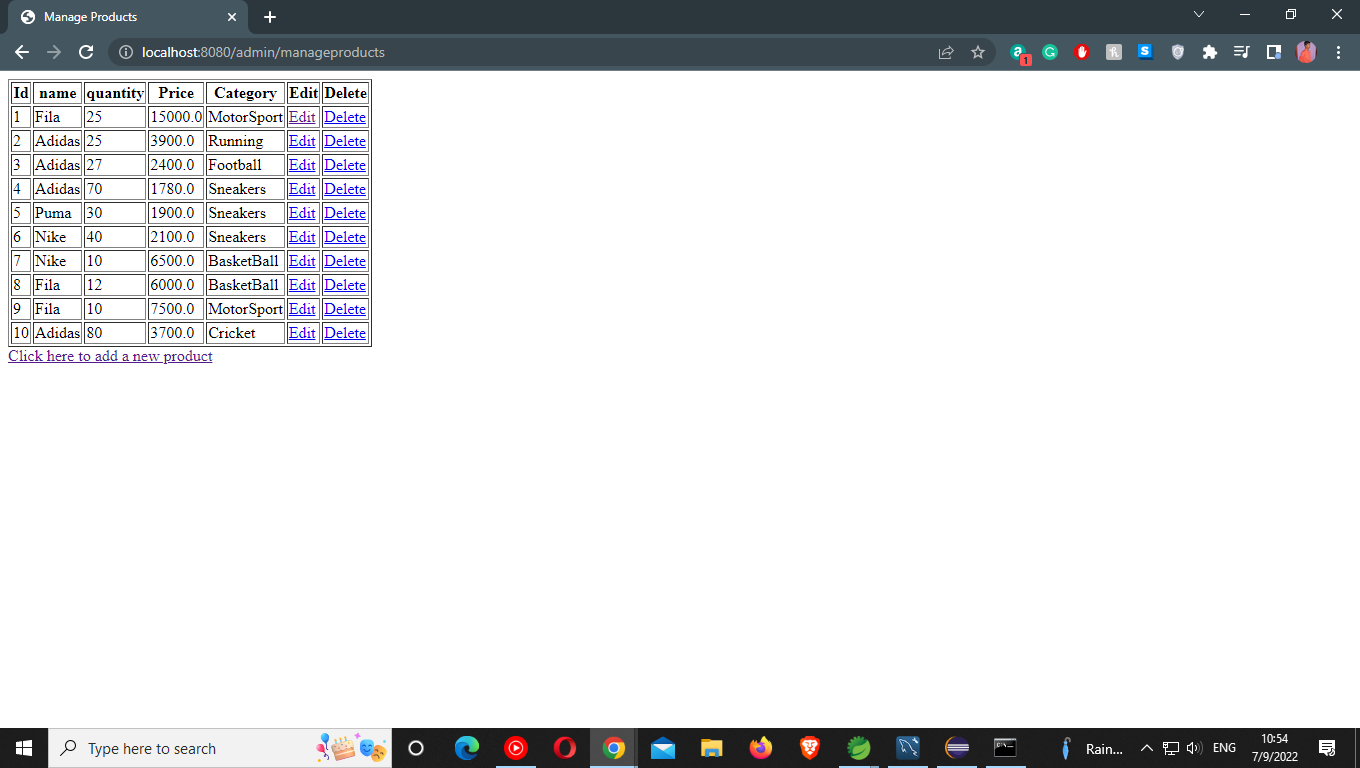 Manage Products
localhost:8080/admin/manageproducts
1
Id name quantity Price Category Edit Delete
1 Fila 25 15000.0 MotorSport Edit Delete
2 Adidas 25 3900.0 Running Edit Delete
3 Adidas 27 2400.0 Football Edit Delete
4 Adidas 70 1780.0 Sneakers Edit Delete
5 Puma 30 1900.0 Sneakers Edit Delete
6 Nike 40 2100.0 Sneakers Edit Delete
7 Nike 10 6500.0 BasketBall Edit Delete
8 Fila 12 6000.0 BasketBall Edit Delete
9 Fila 10 7500.0 MotorSport Edit Delete
10 Adidas 80 3700.0 Cricket Edit Delete
Click here to add a new product
Type here to search
Rain...
ENG
10:54
7/9/2022